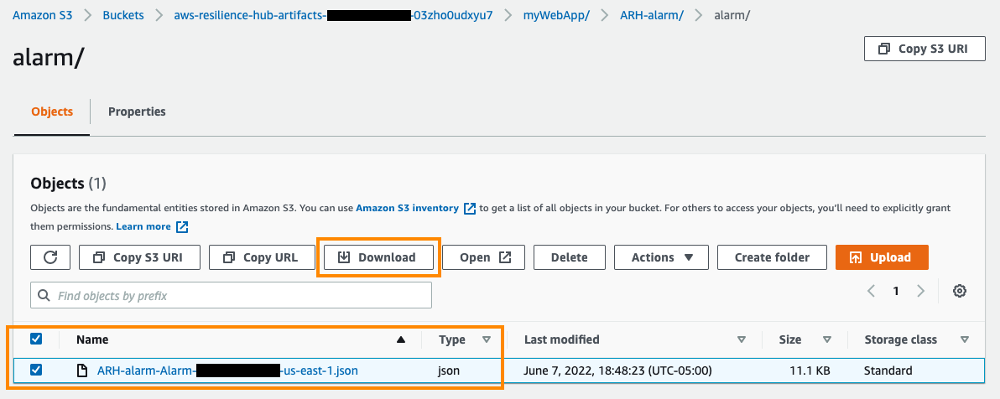 Amazon S3 > Buckets > aws-resilience-hub-artifacts- -03zho0udxyu7 > myWebApp/ > ARH-alarm/ > alarm/
alarm/
Copy S3 URI
Objects Properties
Objects (1)
Objects are the fundamental entities stored in Amazon S3. You can use Amazon S3 inventory to get a list of all objects in your bucket. For others to access your objects, you'll need to explicitly grant
them permissions. Learn more
Copy S3 URI Copy URL Download Open Delete Actions Create folder Upload
Find objects by prefix
< 1 >
Name Type Last modified Size Storage class
ARH-alarm-Alarm- -us-east-1.json json June 7, 2022, 18:48:23 (UTC-05:00) 11.1 KB Standard